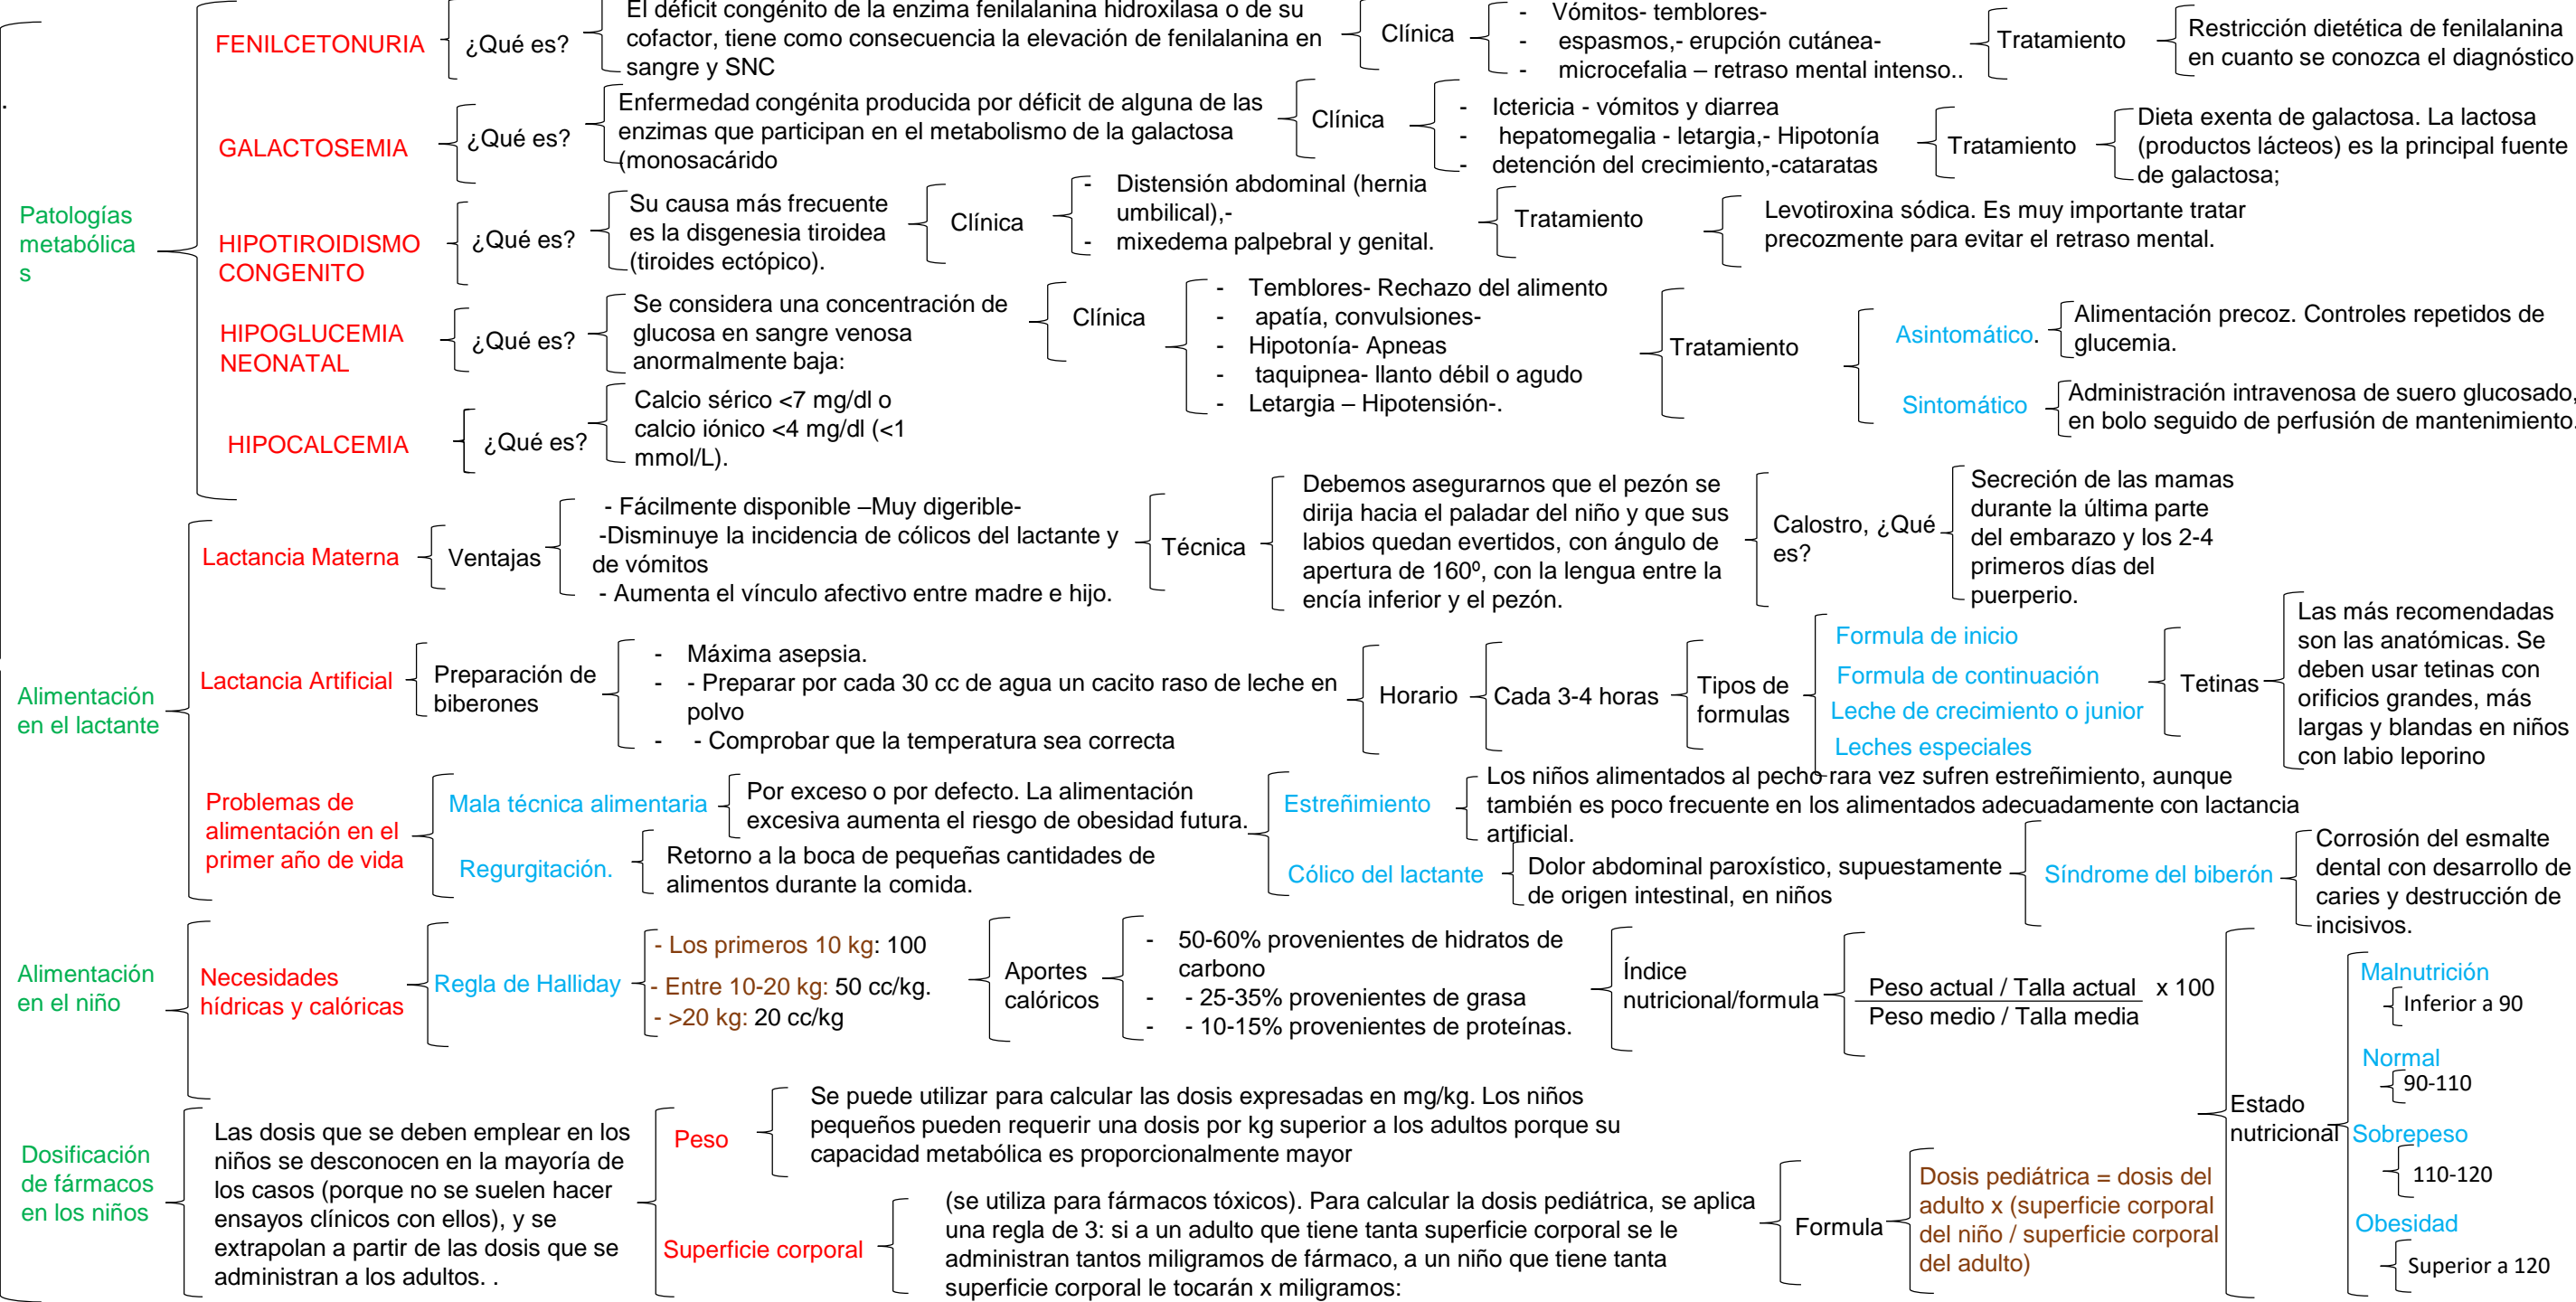 Patologías
metabólica
s
FENILCETONURIA
¿Qué es?
El déficit congénito de la enzima fenilalanina hidroxilasa o de su
cofactor, tiene como consecuencia la elevación de fenilalanina en
sangre y SNC
Clínica
- Vómitos- temblores-
- espasmos,- erupción cutánea-
- microcefalia – retraso mental intenso..
Tratamiento
Restricción dietética de fenilalanina
en cuanto se conozca el diagnóstico
.
GALACTOSEMIA
¿Qué es?
Enfermedad congénita producida por déficit de alguna de las
enzimas que participan en el metabolismo de la galactosa
(monosacárido
Clínica
- Ictericia - vómitos y diarrea
- hepatomegalia - letargia,- Hipotonía
- detención del crecimiento,-cataratas
Tratamiento
Dieta exenta de galactosa. La lactosa
(productos lácteos) es la principal fuente
de galactosa;
HIPOTIROIDISMO
CONGENITO
¿Qué es?
Su causa más frecuente
es la disgenesia tiroidea
(tiroides ectópico).
Clínica
- Distensión abdominal (hernia
umbilical),-
- mixedema palpebral y genital.
Tratamiento
Levotiroxina sódica. Es muy importante tratar
precozmente para evitar el retraso mental.
HIPOGLUCEMIA
NEONATAL
¿Qué es?
Se considera una concentración de
glucosa en sangre venosa
anormalmente baja:
Clínica
- Temblores- Rechazo del alimento
- apatía, convulsiones-
- Hipotonía- Apneas
- taquipnea- llanto débil o agudo
- Letargia – Hipotensión-.
Tratamiento
Asintomático.
Alimentación precoz. Controles repetidos de
glucemia.
Sintomático
Administración intravenosa de suero glucosado,
en bolo seguido de perfusión de mantenimiento.
HIPOCALCEMIA
¿Qué es?
Calcio sérico <7 mg/dl o
calcio iónico <4 mg/dl (<1
mmol/L).
Alimentación
en el lactante
Lactancia Materna
Ventajas
- Fácilmente disponible –Muy digerible-
-Disminuye la incidencia de cólicos del lactante y
de vómitos
- Aumenta el vínculo afectivo entre madre e hijo.
Técnica
Debemos asegurarnos que el pezón se
dirija hacia el paladar del niño y que sus
labios quedan evertidos, con ángulo de
apertura de 160º, con la lengua entre la
encía inferior y el pezón.
Calostro, ¿Qué
es?
Secreción de las mamas
durante la última parte
del embarazo y los 2-4
primeros días del
puerperio.
Lactancia Artificial
Preparación de
biberones
- Máxima asepsia.
- - Preparar por cada 30 cc de agua un cacito raso de leche en
polvo
- - Comprobar que la temperatura sea correcta
Horario
Cada 3-4 horas
Tipos de
formulas
Formula de inicio
Formula de continuación
Leche de crecimiento o junior
Leches especiales
Tetinas
Las más recomendadas
son las anatómicas. Se
deben usar tetinas con
orificios grandes, más
largas y blandas en niños
con labio leporino
Problemas de
alimentación en el
primer año de vida
Mala técnica alimentaria
Por exceso o por defecto. La alimentación
excesiva aumenta el riesgo de obesidad futura.
Regurgitación.
Retorno a la boca de pequeñas cantidades de
alimentos durante la comida.
Estreñimiento
Los niños alimentados al pecho rara vez sufren estreñimiento, aunque
también es poco frecuente en los alimentados adecuadamente con lactancia
artificial.
Cólico del lactante
Dolor abdominal paroxístico, supuestamente
de origen intestinal, en niños
Síndrome del biberón
Corrosión del esmalte
dental con desarrollo de
caries y destrucción de
incisivos.
Alimentación
en el niño
Necesidades
hídricas y calóricas
Regla de Halliday
- Los primeros 10 kg: 100
- Entre 10-20 kg: 50 cc/kg.
- >20 kg: 20 cc/kg
Aportes
calóricos
- 50-60% provenientes de hidratos de
carbono
- - 25-35% provenientes de grasa
- - 10-15% provenientes de proteínas.
Índice
nutricional/formula
Peso actual / Talla actual x 100
Peso medio / Talla media
Estado
nutricional
Malnutrición
Inferior a 90
Normal
90-110
Sobrepeso
110-120
Obesidad
Superior a 120
Dosificación
de fármacos
en los niños
Las dosis que se deben emplear en los
niños se desconocen en la mayoría de
los casos (porque no se suelen hacer
ensayos clínicos con ellos), y se
extrapolan a partir de las dosis que se
administran a los adultos. .
Peso
Se puede utilizar para calcular las dosis expresadas en mg/kg. Los niños
pequeños pueden requerir una dosis por kg superior a los adultos porque su
capacidad metabólica es proporcionalmente mayor
Superficie corporal
(se utiliza para fármacos tóxicos). Para calcular la dosis pediátrica, se aplica
una regla de 3: si a un adulto que tiene tanta superficie corporal se le
administran tantos miligramos de fármaco, a un niño que tiene tanta
superficie corporal le tocarán x miligramos:
Formula
Dosis pediátrica = dosis del
adulto x (superficie corporal
del niño / superficie corporal
del adulto)